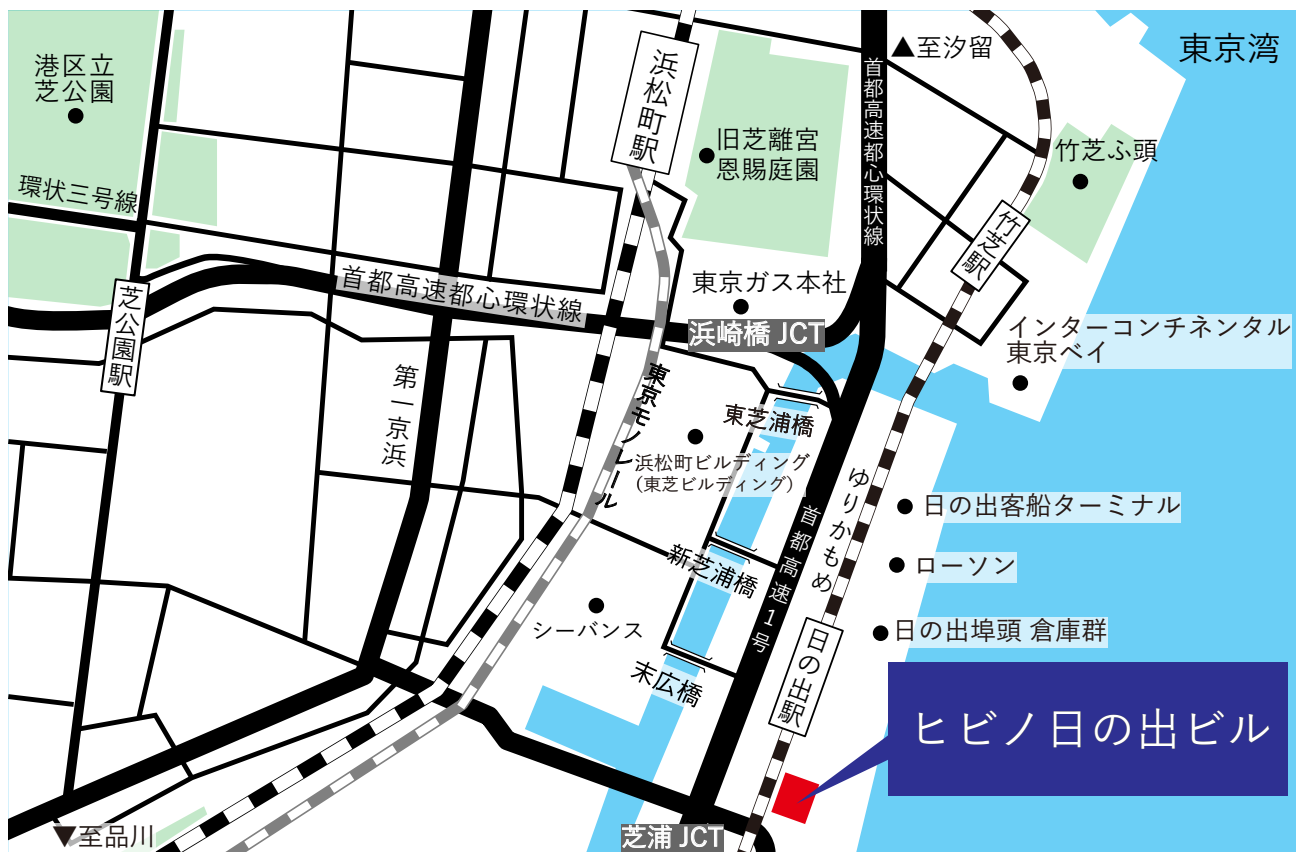 港区立
芝公園
浜松町駅
▲至汐留
東京湾
首都高速都心環状線
旧芝離宮
恩賜庭園
竹芝ふ頭
環状三号線
竹芝駅
首都高速都心環状線
東京ガス本社
芝公園駅
浜崎橋 JCT
インターコンチネンタル
東京ベイ
第一京浜
東京モノレール
東芝浦橋
浜松町ビルディング
(東芝ビルディング)
ゆりかもめ
日の出客船ターミナル
首都高速1号
新芝浦橋
ローソン
シーバンス
日の出埠頭 倉庫群
日の出駅
末広橋
ヒビノ日の出ビル
▼至品川
芝浦 JCT